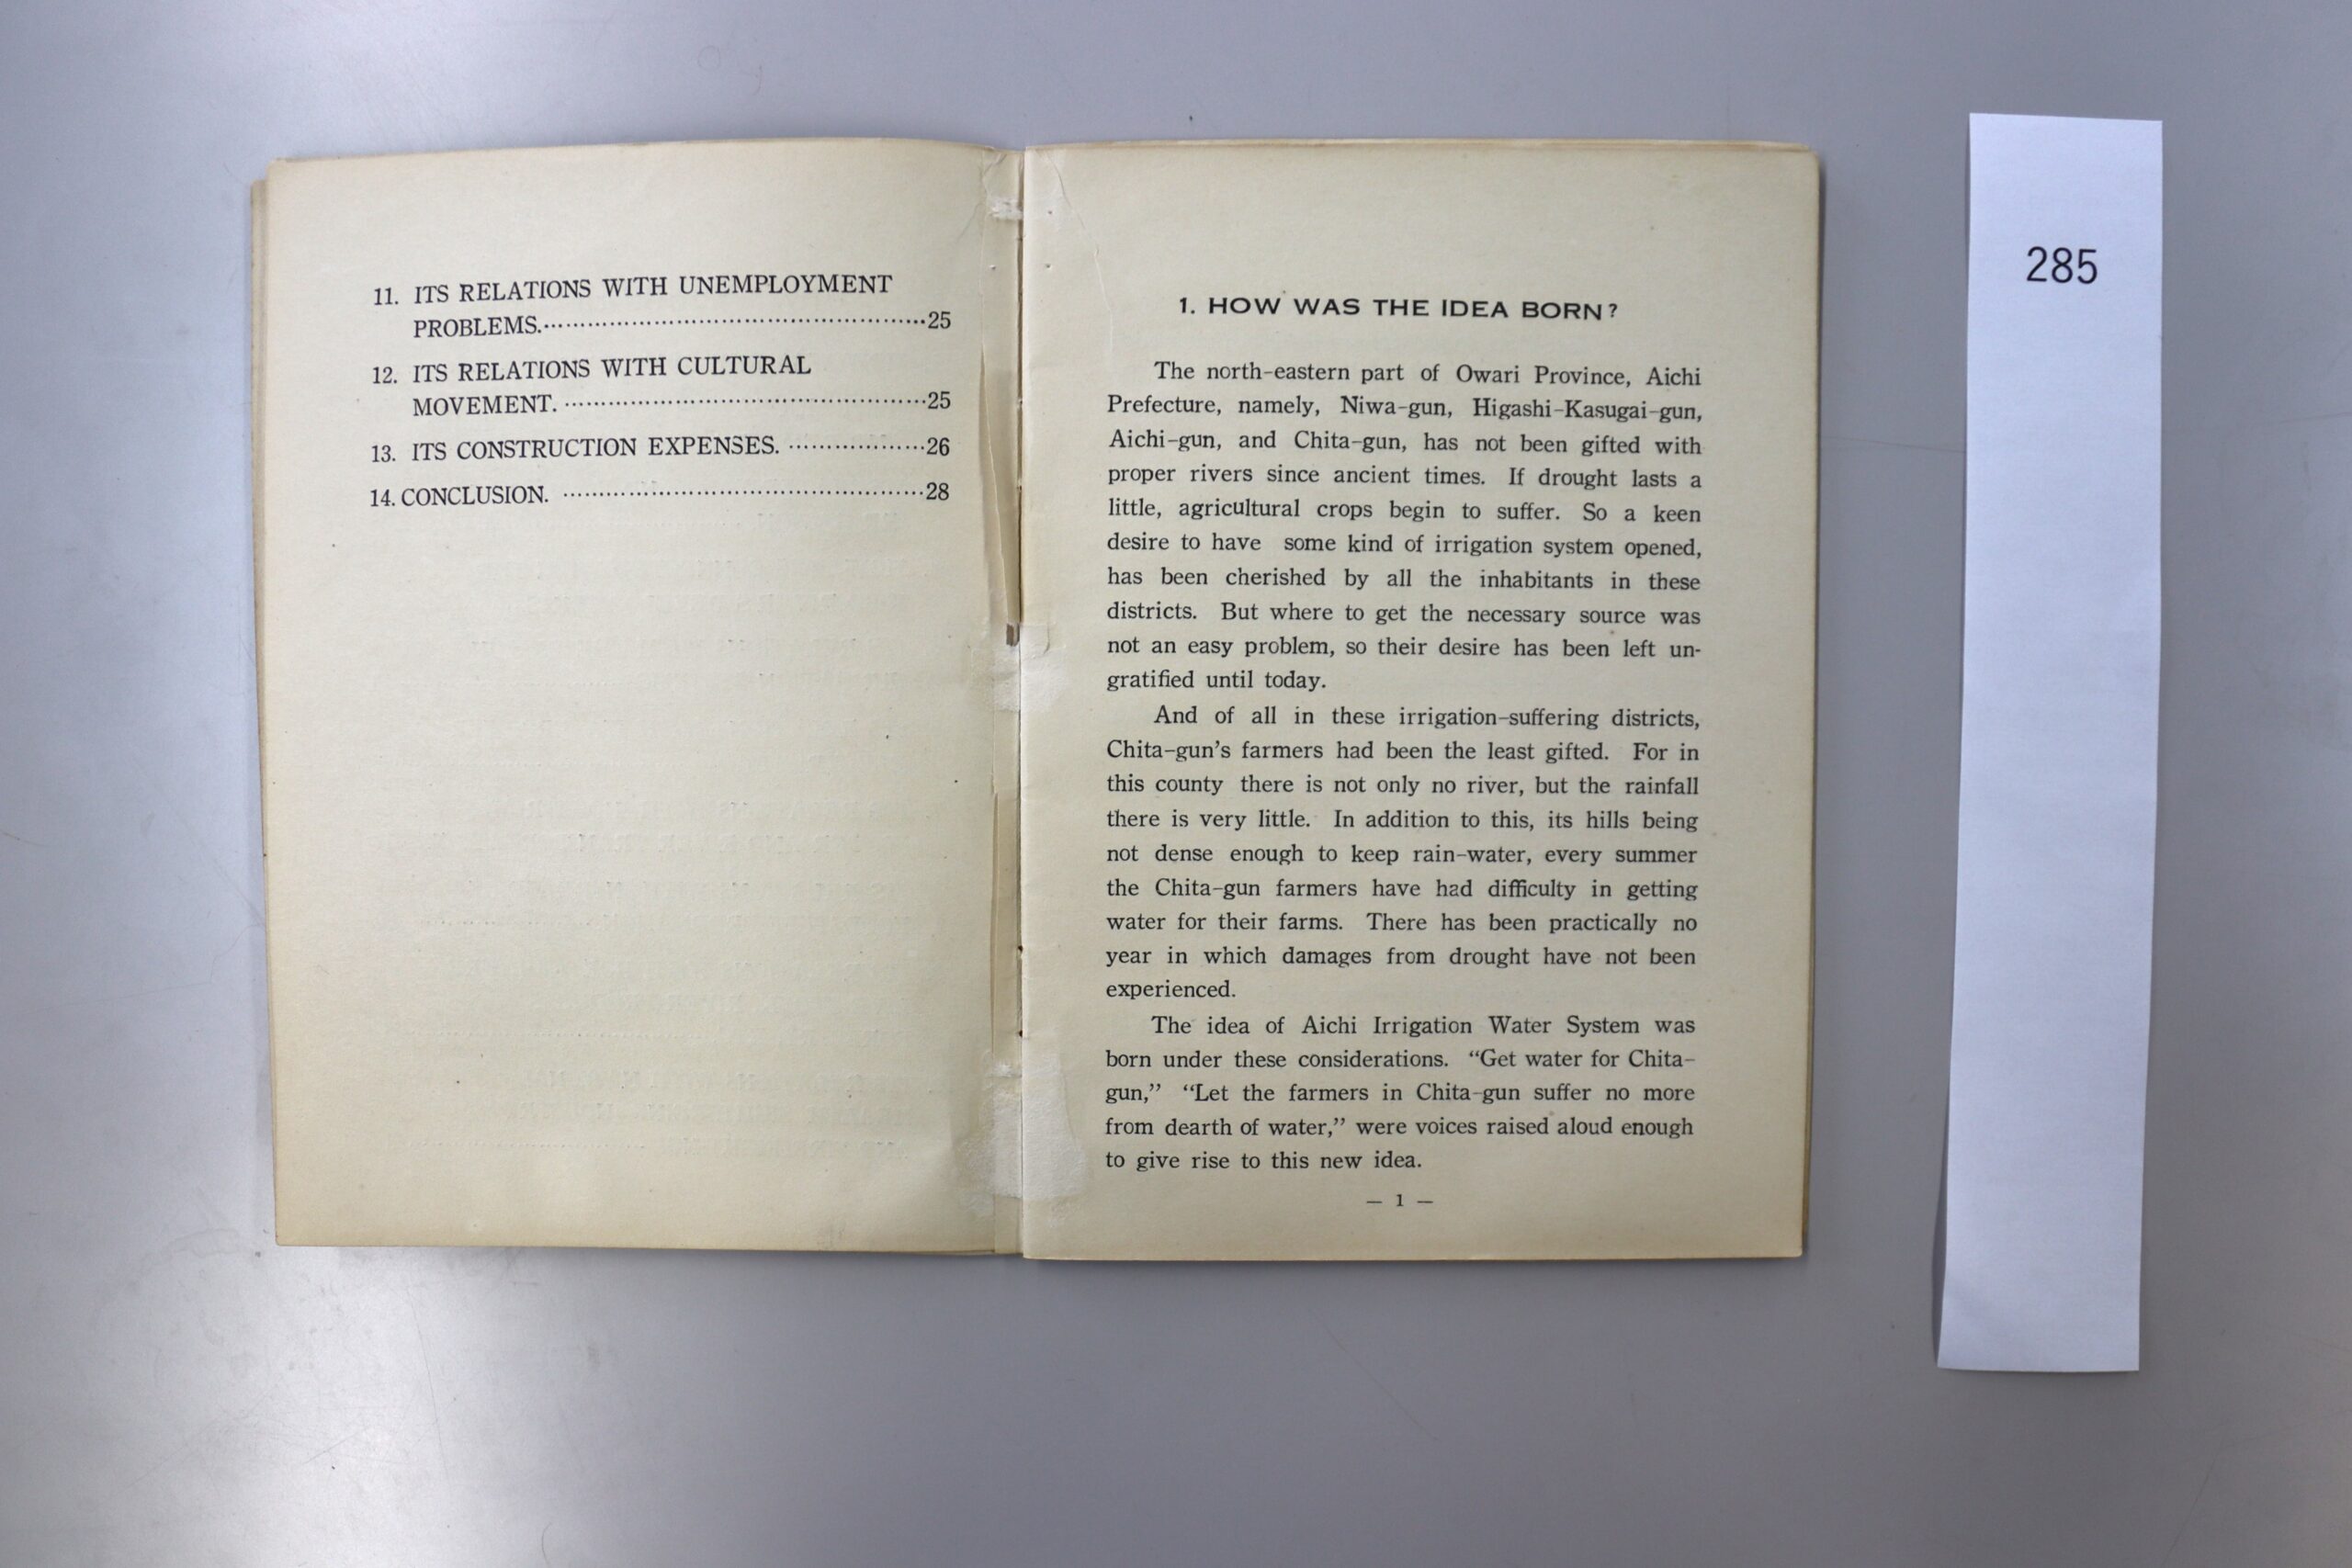 11. ITS RELATIONS WITH UNEMPLOYMENT
PROBLEMS.················································25
12. ITS RELATIONS WITH CULTURAL
MOVEMENT. ··············································25
13. ITS CONSTRUCTION EXPENSES. ··················26
14. CONCLUSION. ··············································28
1. HOW WAS THE IDEA BORN?
The north-eastern part of Owari Province, Aichi
Prefecture, namely, Niwa-gun, Higashi-Kasugai-gun,
Aichi-gun, and Chita-gun, has not been gifted with
proper rivers since ancient times. If drought lasts a
little, agricultural crops begin to suffer. So a keen
desire to have some kind of irrigation system opened,
has been cherished by all the inhabitants in these
districts. But where to get the necessary source was
not an easy problem, so their desire has been left un-
gratified until today.
And of all in these irrigation-suffering districts,
Chita-gun's farmers had been the least gifted. For in
this county there is not only no river, but the rainfall
there is very little. In addition to this, its hills being
not dense enough to keep rain-water, every summer
the Chita-gun farmers have had difficulty in getting
water for their farms. There has been practically no
year in which damages from drought have not been
experienced.
The idea of Aichi Irrigation Water System was
born under these considerations. “Get water for Chita-
gun,” “Let the farmers in Chita-gun suffer no more
from dearth of water,” were voices raised aloud enough
to give rise to this new idea.
— 1 —
285